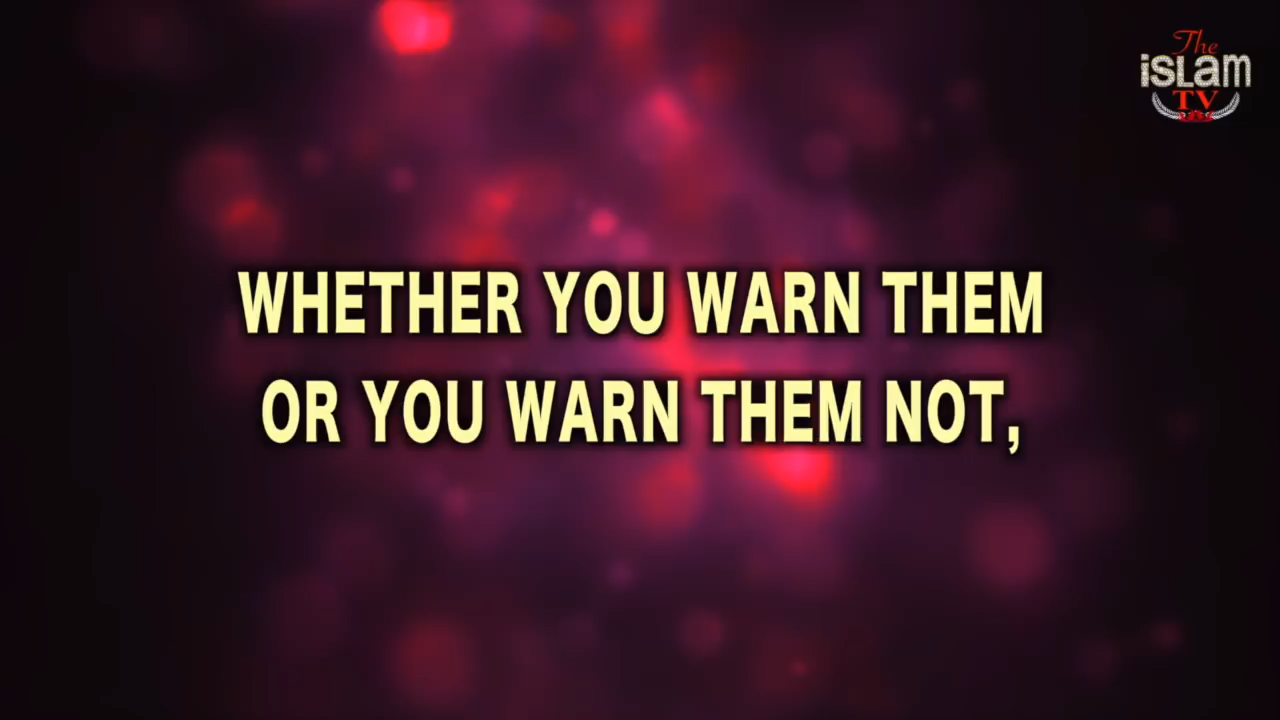 The
isLam
TV
WHETHER YOU WARN THEM
OR YOU WARN THEM NOT,